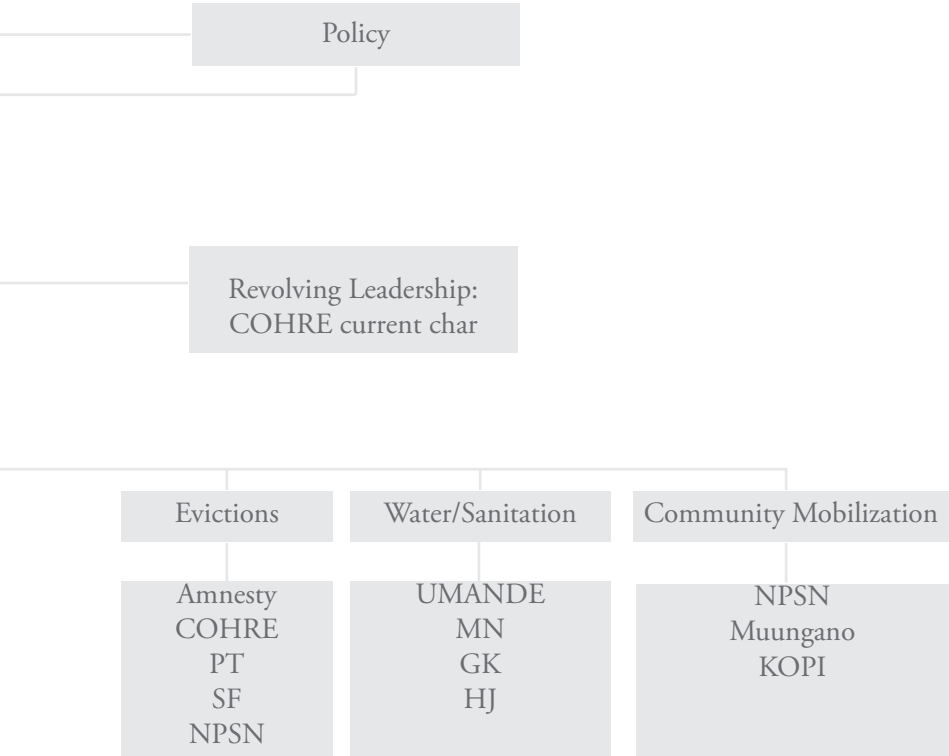 Policy
Revolving Leadership:
COHRE current char
Evictions
Water/Sanitation
Community Mobilization
Amnesty
COHRE
PT
SF
NPSN
UMANDE
MN
GK
HJ
NPSN
Muungano
KOPI